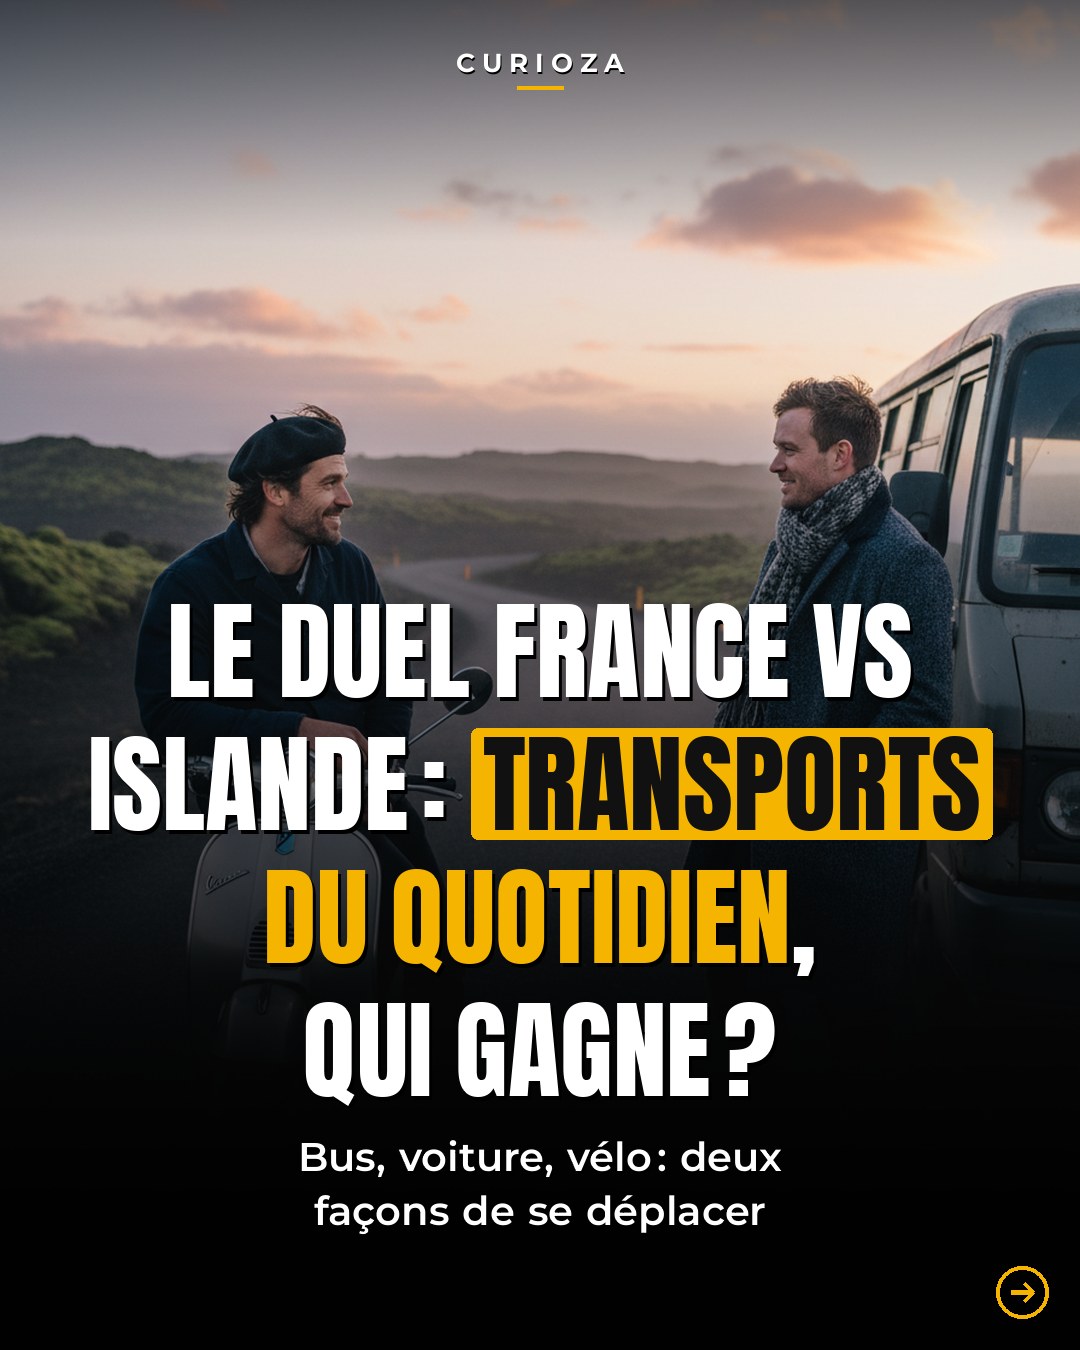 CURIOZA
LE DUEL FRANCE VS
ISLANDE : TRANSPORTS
DU QUOTIDIEN,
QUI GAGNE ?
Bus, voiture, vélo : deux
façons de se déplacer